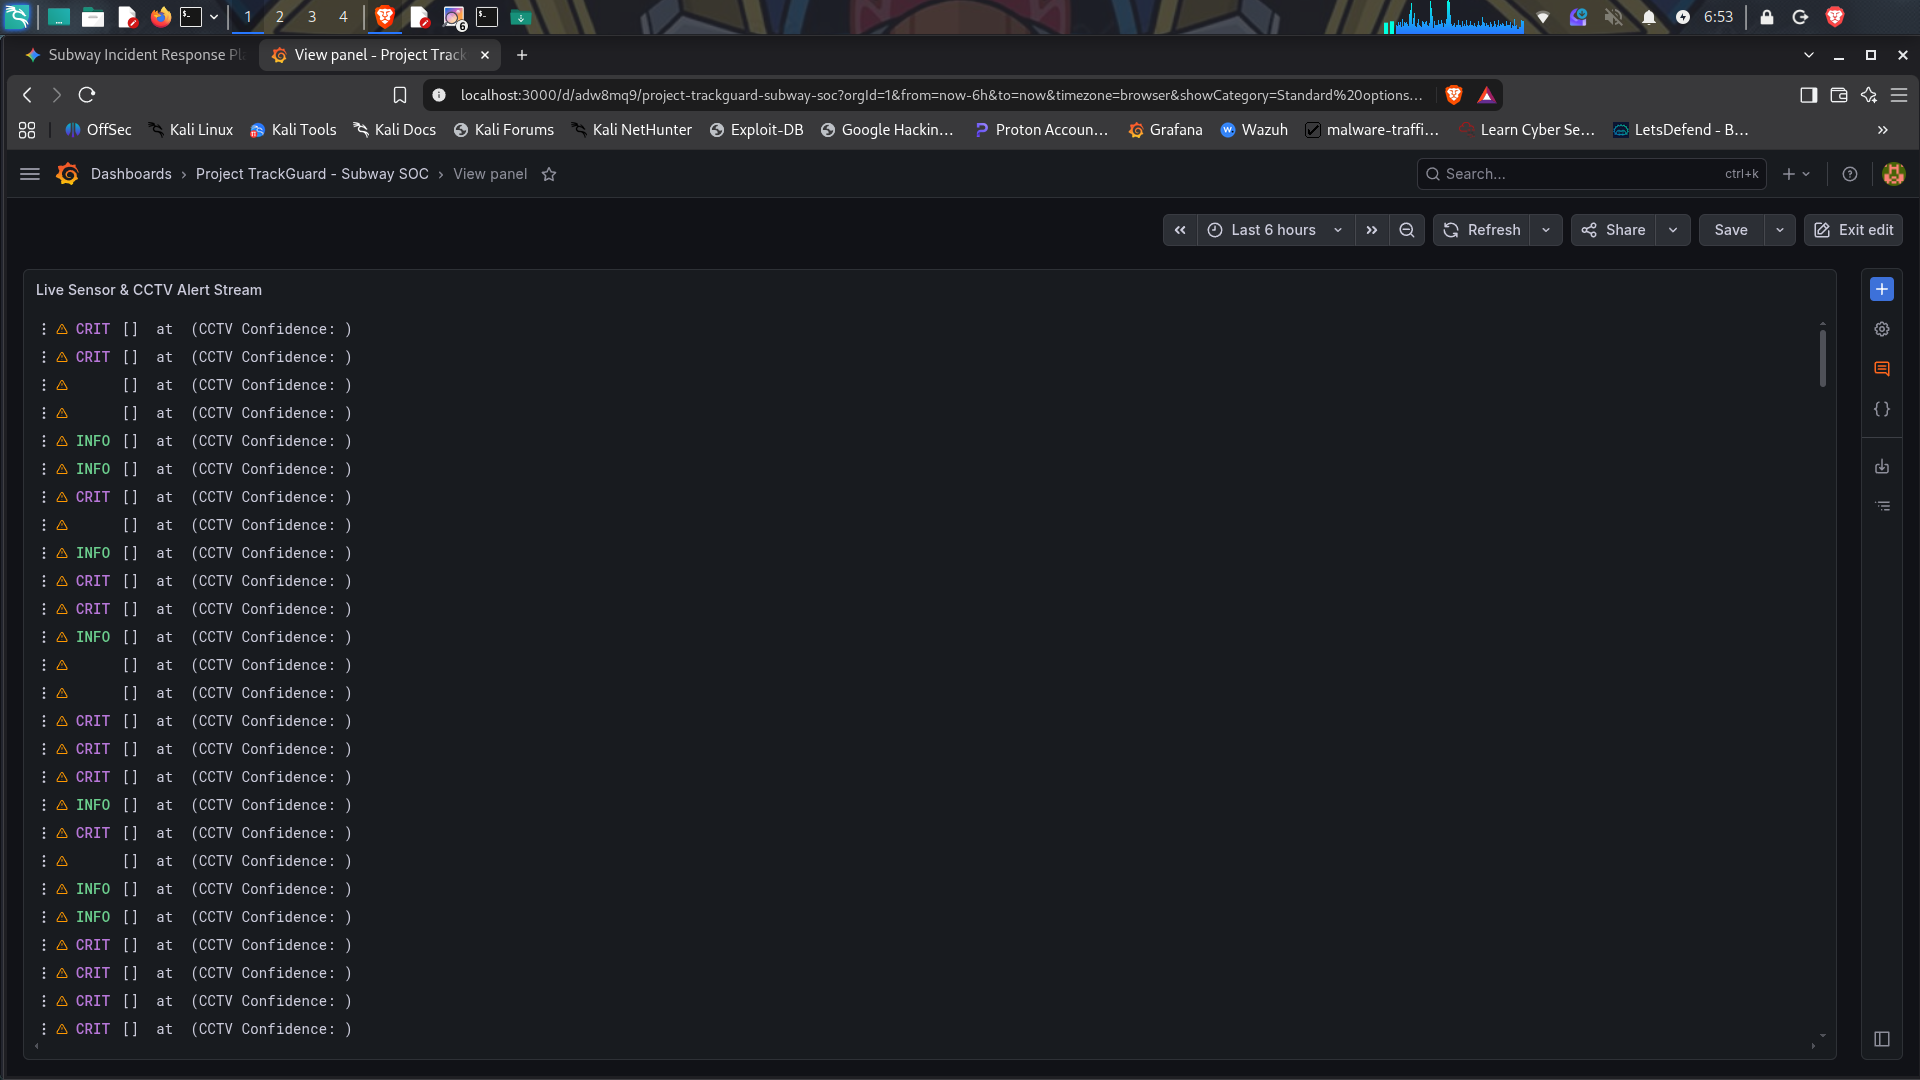 1 2 3 4 6 6:53
Subway Incident Response Pl
View panel - Project Track
localhost:3000/d/adw8mq9/project-trackguard-subway-soc?orgId=1&from=now-6h&to=now&timezone=browser&showCategory=Standard%20options...
OffSec Kali Linux Kali Tools Kali Docs Kali Forums Kali NetHunter Exploit-DB Google Hackin... Proton Accoun... Grafana Wazuh malware-traffi... Learn Cyber Se... LetsDefend - B... »
Dashboards › Project TrackGuard - Subway SOC › View panel
Search... ctrl+k
Last 6 hours Refresh Share Save Exit edit
Live Sensor & CCTV Alert Stream
CRIT [] at (CCTV Confidence: )
CRIT [] at (CCTV Confidence: )
[] at (CCTV Confidence: )
[] at (CCTV Confidence: )
INFO [] at (CCTV Confidence: )
INFO [] at (CCTV Confidence: )
CRIT [] at (CCTV Confidence: )
[] at (CCTV Confidence: )
INFO [] at (CCTV Confidence: )
CRIT [] at (CCTV Confidence: )
CRIT [] at (CCTV Confidence: )
INFO [] at (CCTV Confidence: )
[] at (CCTV Confidence: )
[] at (CCTV Confidence: )
CRIT [] at (CCTV Confidence: )
CRIT [] at (CCTV Confidence: )
CRIT [] at (CCTV Confidence: )
INFO [] at (CCTV Confidence: )
CRIT [] at (CCTV Confidence: )
[] at (CCTV Confidence: )
INFO [] at (CCTV Confidence: )
INFO [] at (CCTV Confidence: )
CRIT [] at (CCTV Confidence: )
CRIT [] at (CCTV Confidence: )
CRIT [] at (CCTV Confidence: )
CRIT [] at (CCTV Confidence: )